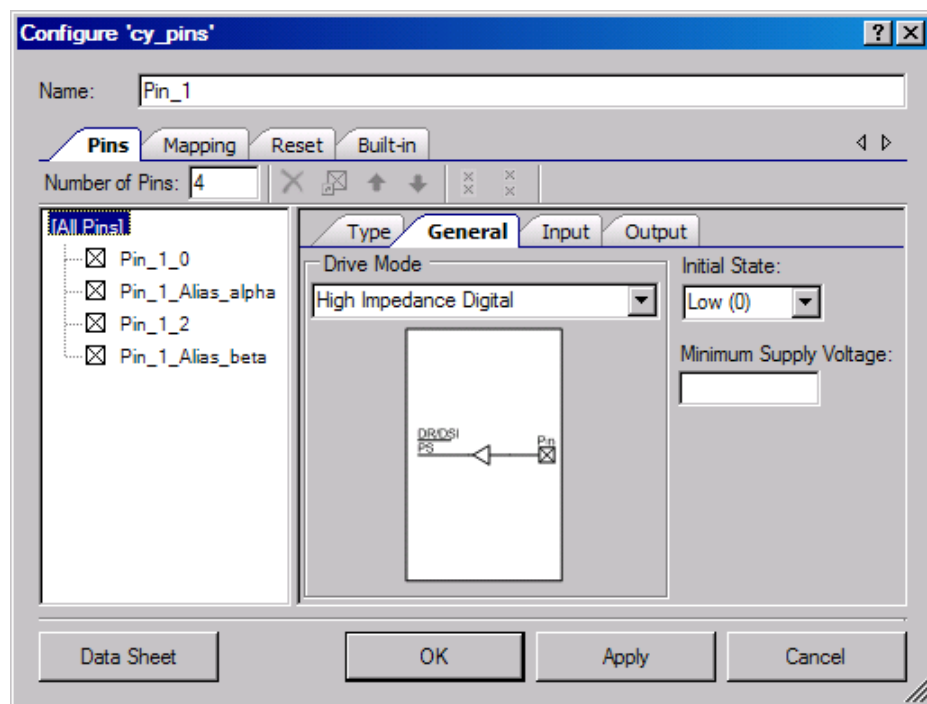 Configure 'cy_pins'
Name: Pin_1
Pins Mapping Reset Built-in
Number of Pins: 4
[All Pins]
Pin_1_0
Pin_1_Alias_alpha
Pin_1_2
Pin_1_Alias_beta
Type General Input Output
Drive Mode
High Impedance Digital
DR/DSI
PS
Pin
Initial State:
Low (0)
Minimum Supply Voltage:
Data Sheet OK Apply Cancel